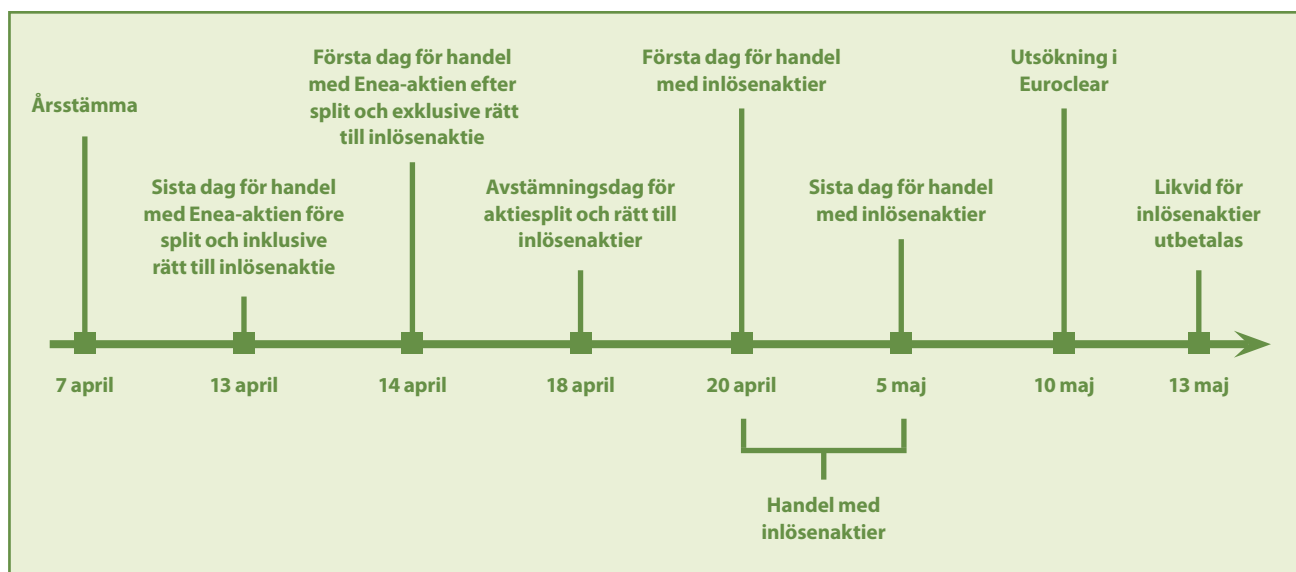 Årsstämma
Sista dag för handel
med Enea-aktien före
split och inklusive
rätt till inlösenaktie
Första dag för handel
med Enea-aktien efter
split och exklusive rätt
till inlösenaktie
Avstämningsdag för
aktiesplit och rätt till
inlösenaktier
Första dag för handel
med inlösenaktier
Sista dag för handel
med inlösenaktier
Utsökning i
Euroclear
Likvid för
inlösenaktier
utbetalas
7 april
13 april
14 april
18 april
20 april
5 maj
10 maj
13 maj
Handel med
inlösenaktier